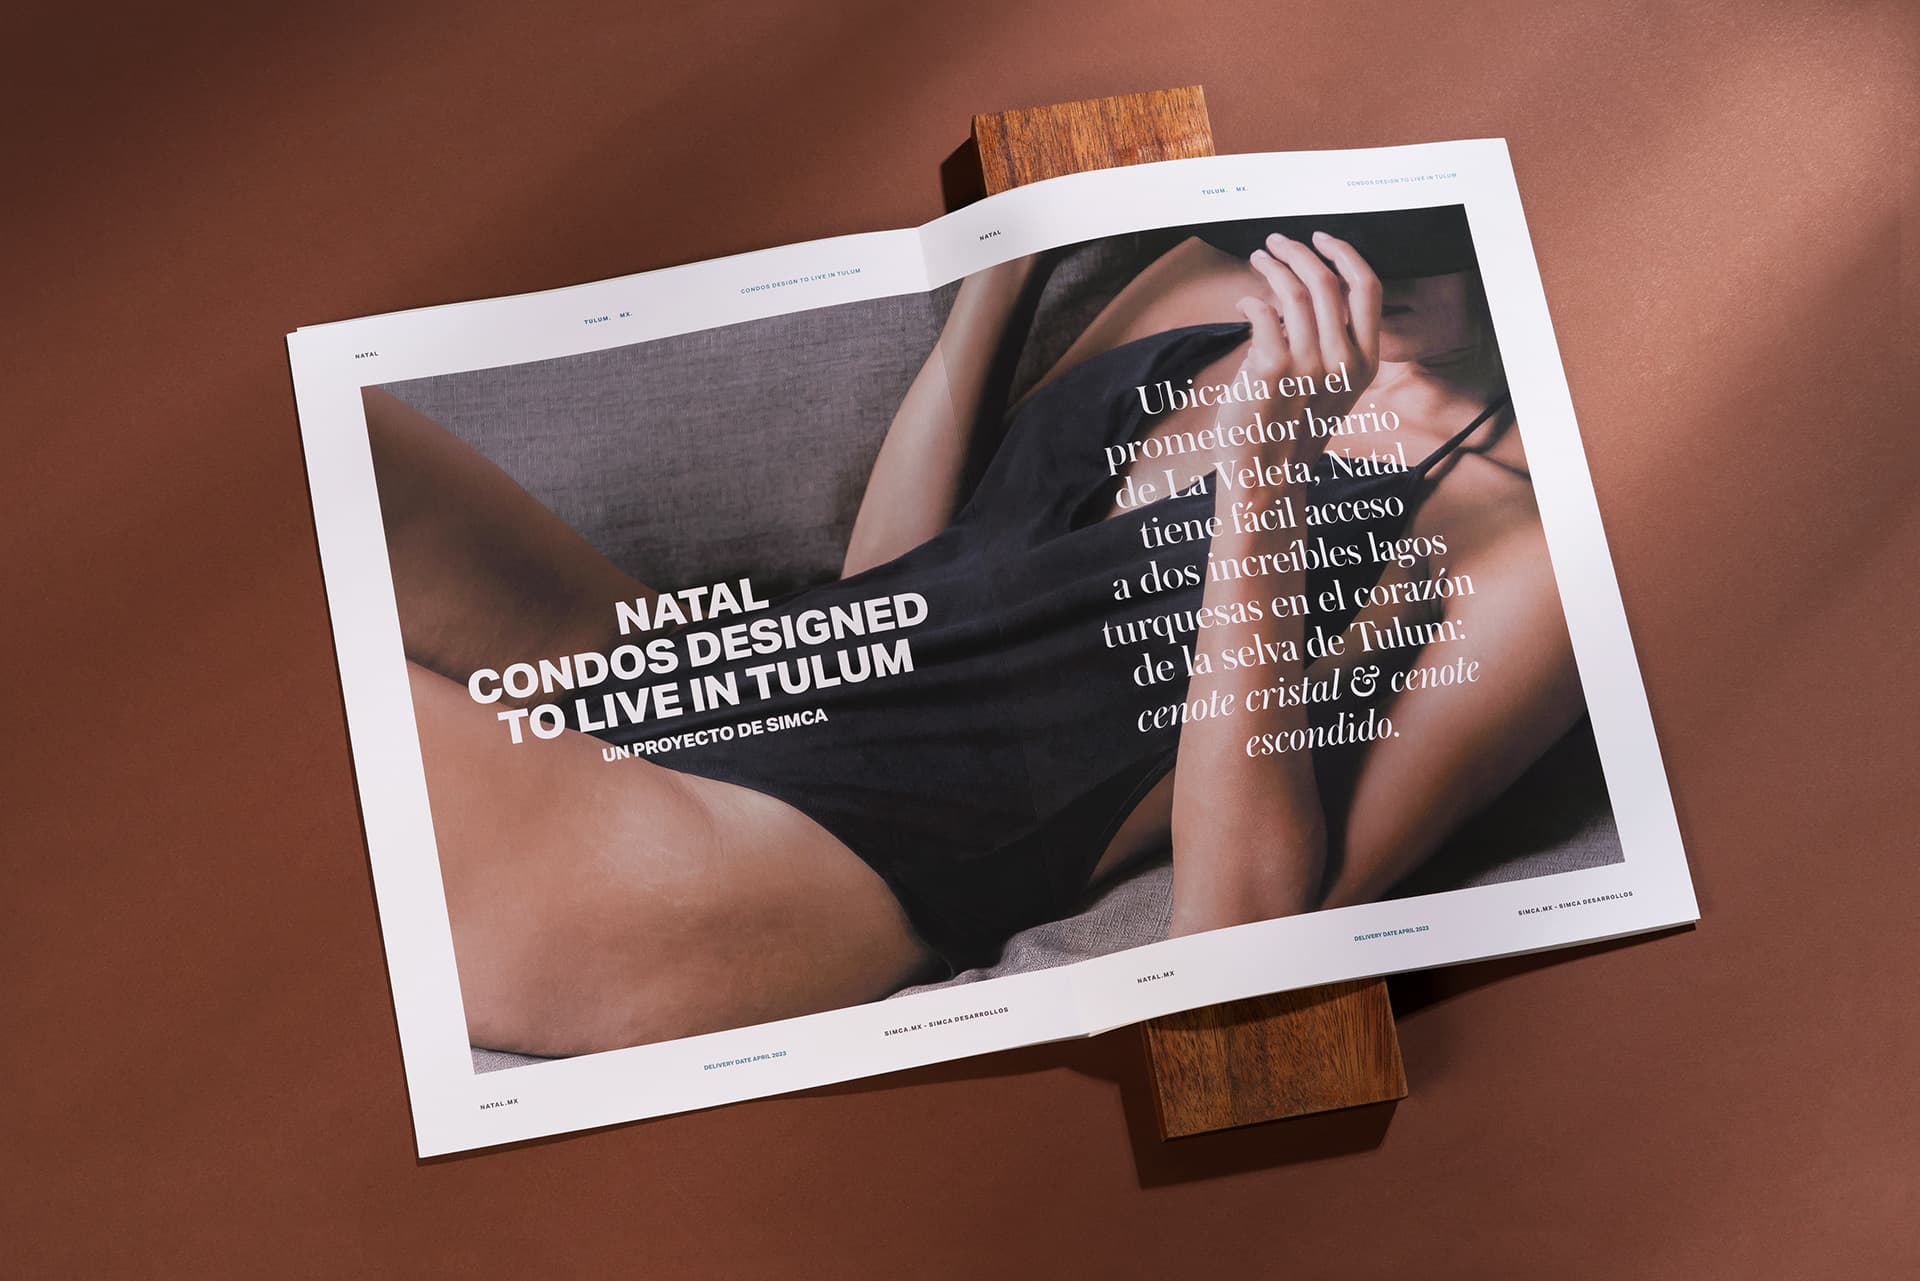 NATAL
TULUM.   MX.
CONDOS DESIGN TO LIVE IN TULUM
NATAL
CONDOS DESIGNED
TO LIVE IN TULUM
UN PROYECTO DE SIMCA
NATAL.MX
DELIVERY DATE APRIL 2023
SIMCA.MX - SIMCA DESARROLLOS
NATAL
TULUM.   MX.
CONDOS DESIGN TO LIVE IN TULUM
Ubicada en el
prometedor barrio
de La Veleta, Natal
tiene fácil acceso
a dos increíbles lagos
turquesas en el corazón
de la selva de Tulum:
cenote cristal & cenote
escondido.
NATAL.MX
DELIVERY DATE APRIL 2023
SIMCA.MX - SIMCA DESARROLLOS